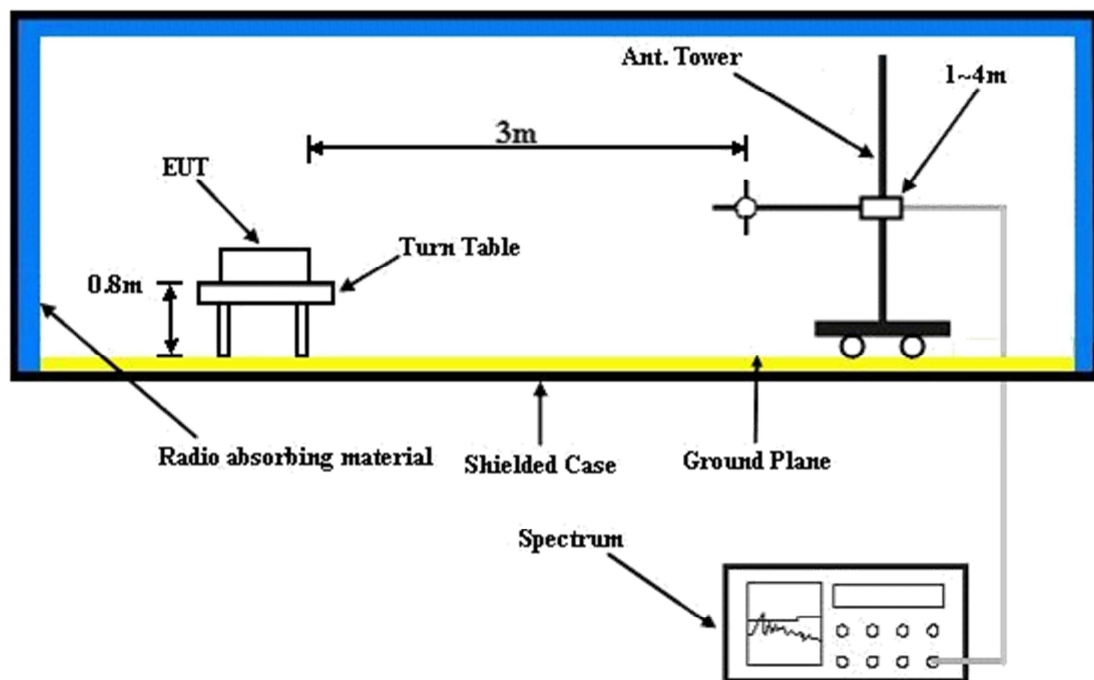 Ant. Tower
1~4m
3m
EUT
Turn Table
0.8m
Radio absorbing material
Shielded Case
Ground Plane
Spectrum